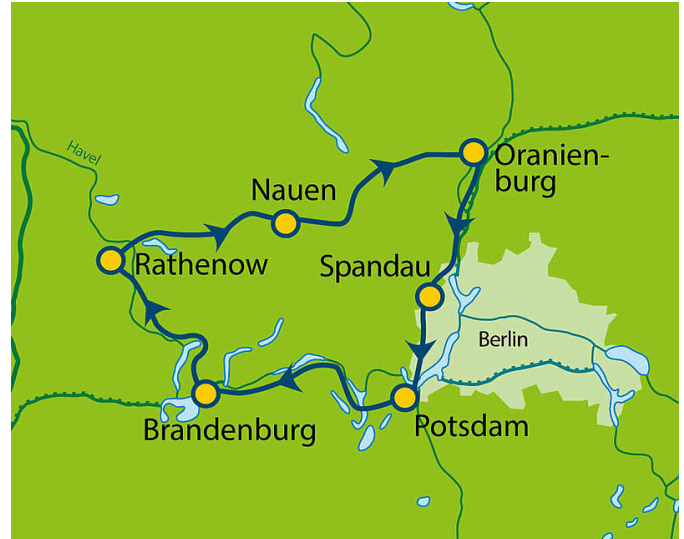 Havel
Oranien-
burg
Nauen
Rathenow
Spandau
Berlin
Brandenburg
Potsdam